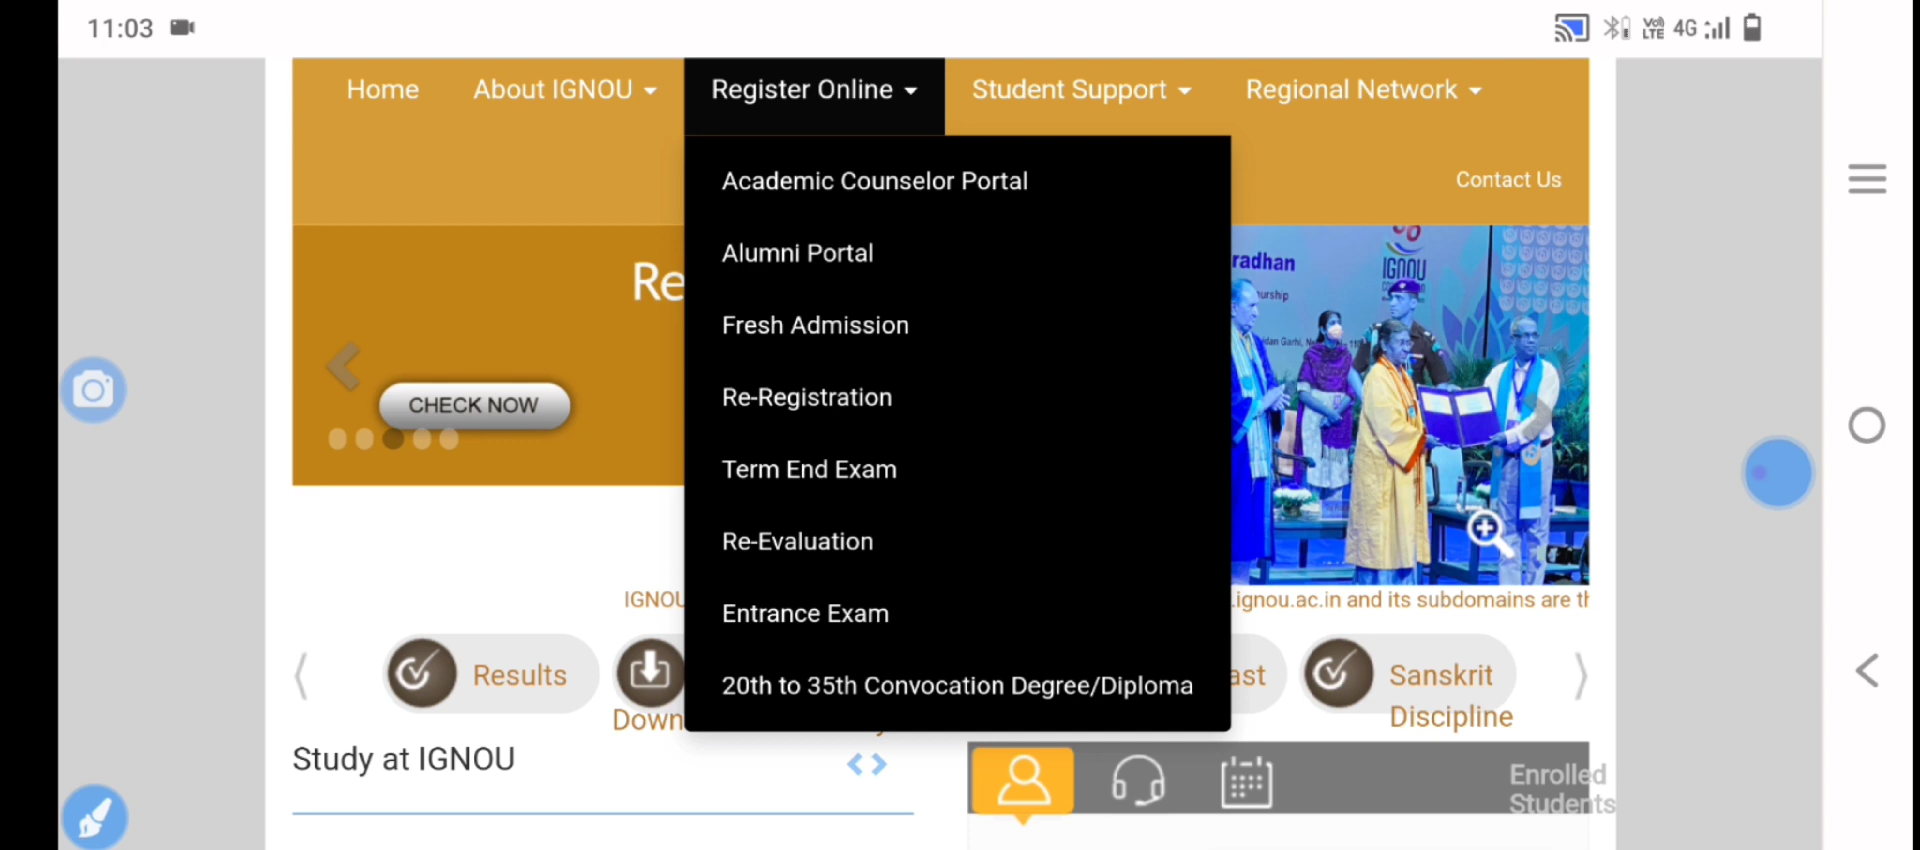 11:03
4G
Home
About IGNOU
Register Online
Student Support
Regional Network
Academic Counselor Portal
Contact Us
Alumni Portal
Fresh Admission
Re-Registration
Term End Exam
Re-Evaluation
Entrance Exam
20th to 35th Convocation Degree/Diploma
Re
CHECK NOW
radhan
IGNOU
urship
IGNOU
.ignou.ac.in and its subdomains are th
Results
Down
ast
Sanskrit
Discipline
Study at IGNOU
Enrolled
Students